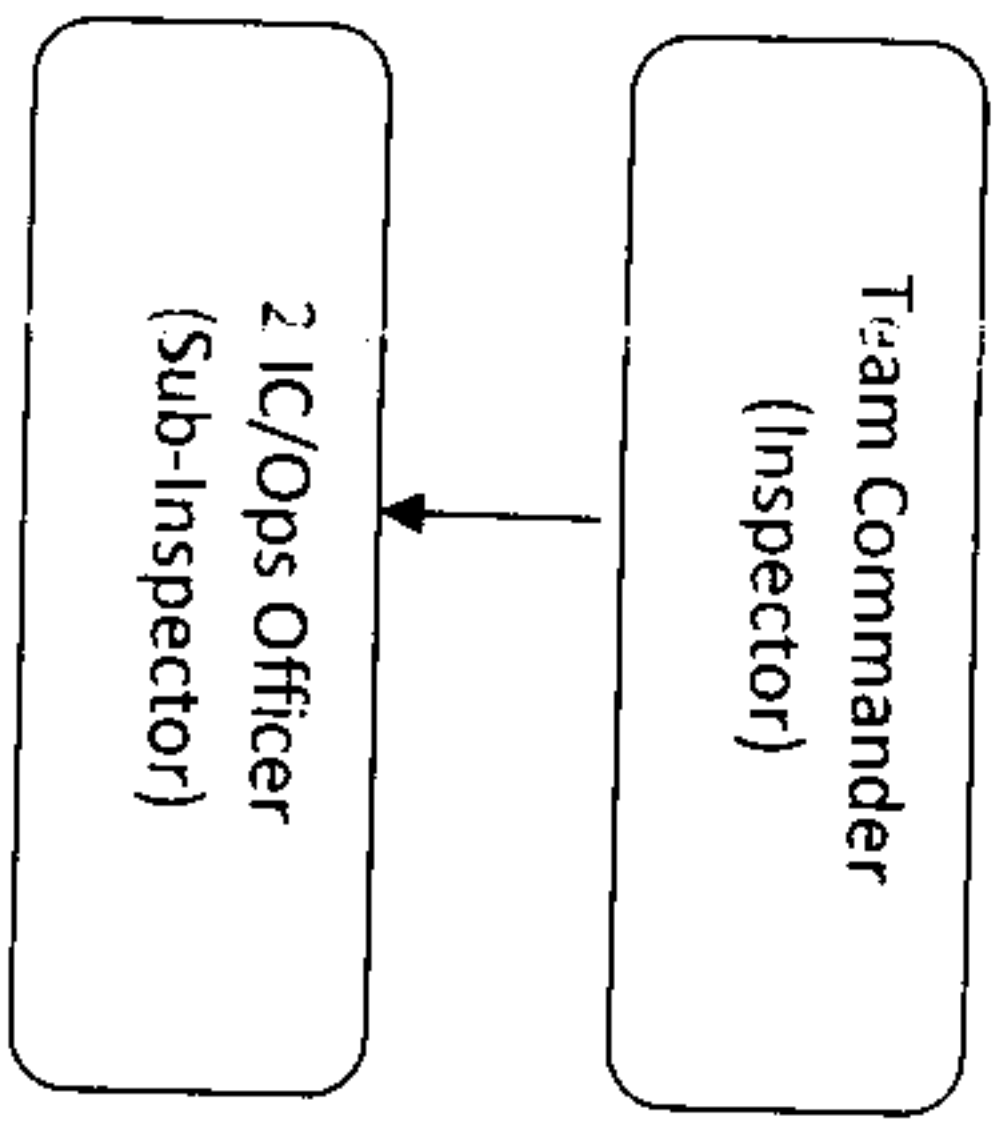 Team Commander
(Inspector)
2 IC/Ops Officer
(Sub-Inspector)